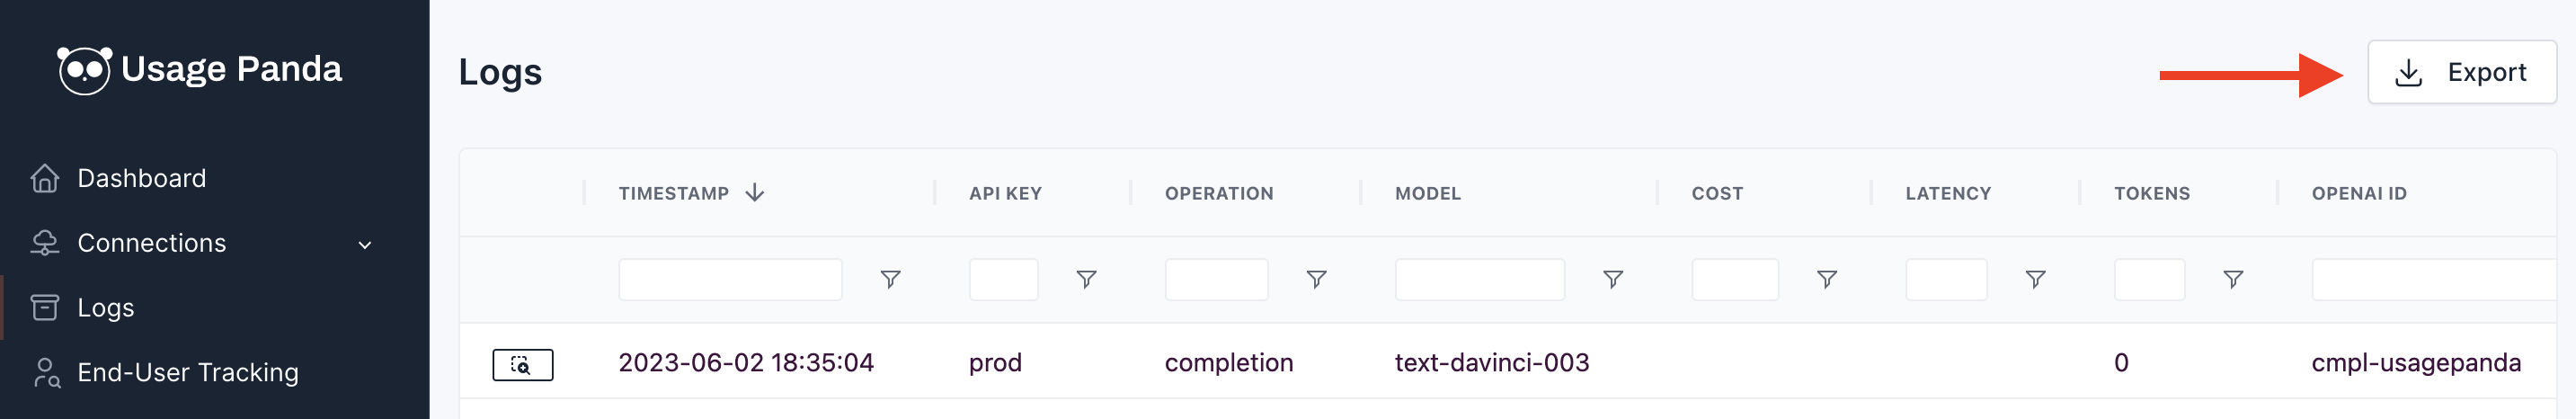 Usage Panda
Dashboard
Connections
Logs
End-User Tracking
Logs
Export
TIMESTAMP API KEY OPERATION MODEL COST LATENCY TOKENS OPENAI ID
2023-06-02 18:35:04 prod completion text-davinci-003 0 cmpl-usagepanda